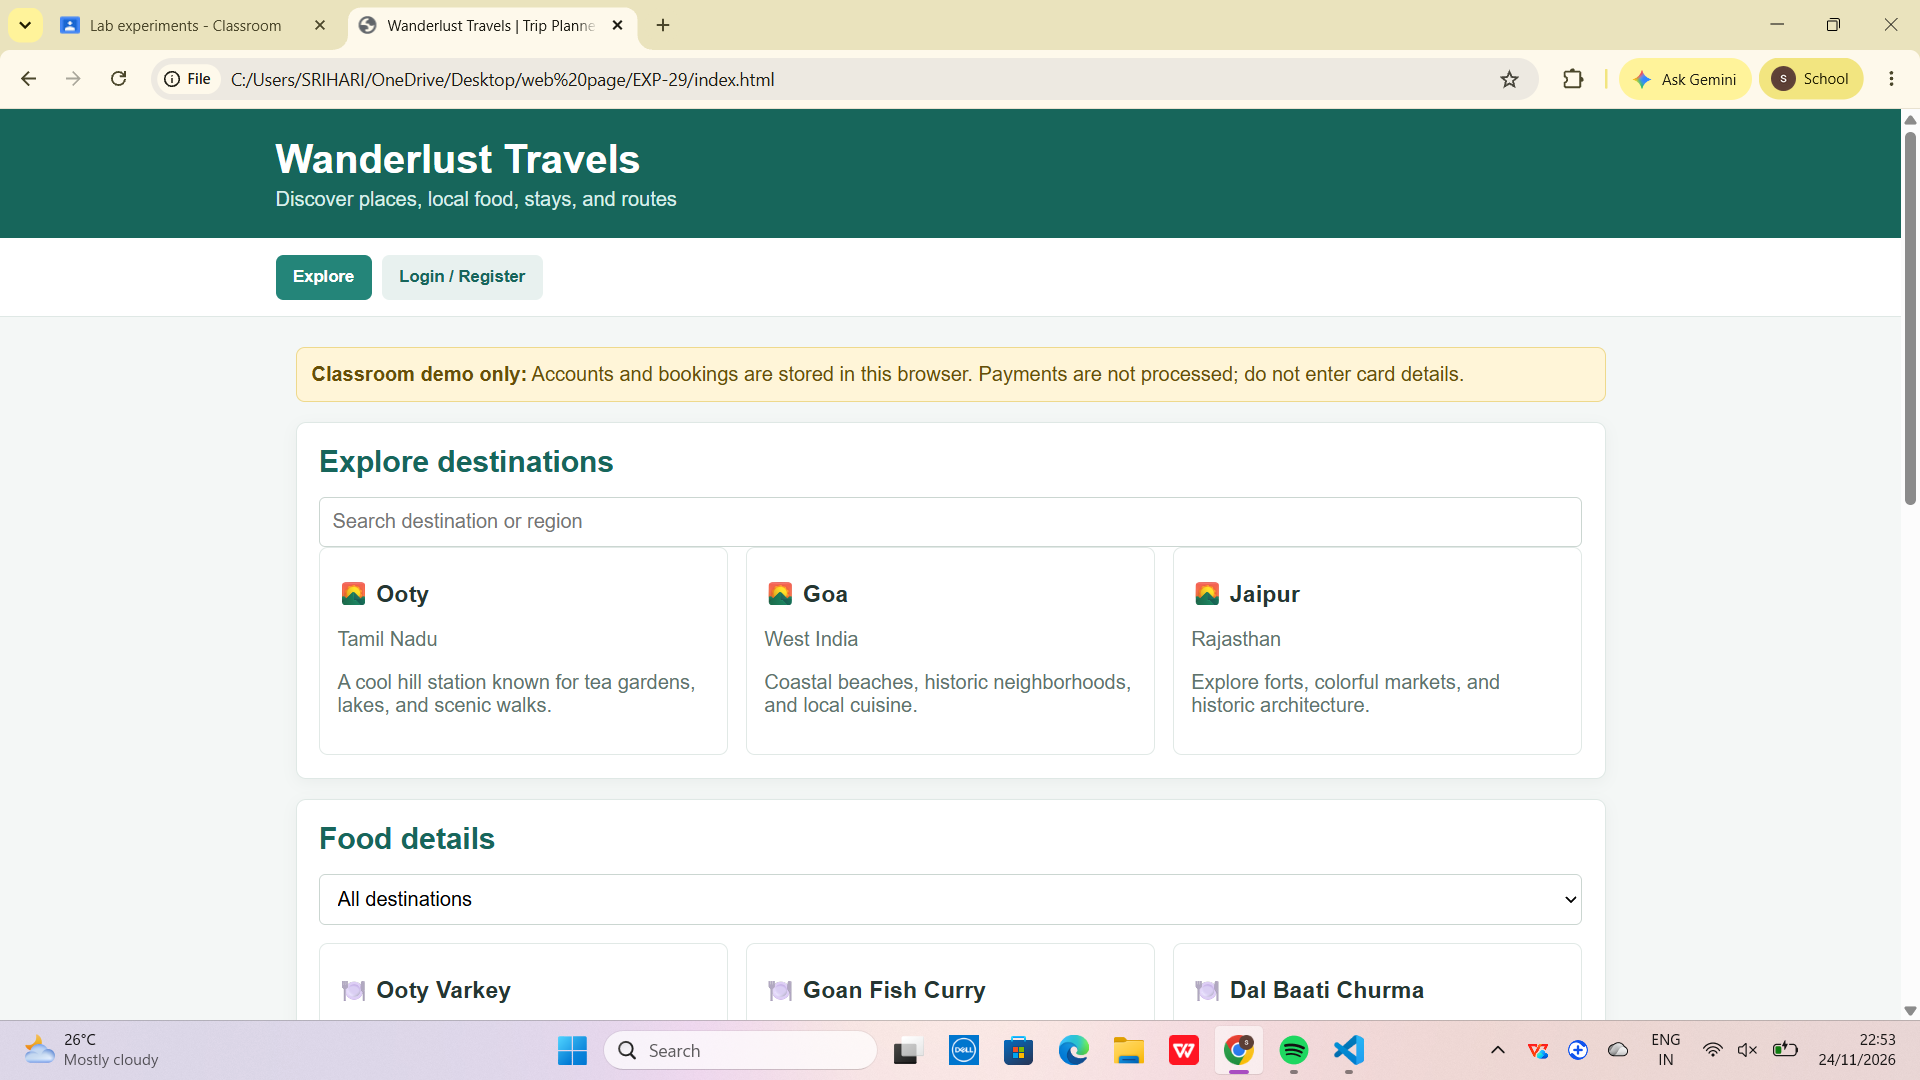 Lab experiments - Classroom
Wanderlust Travels | Trip Planne
File
C:/Users/SRIHARI/OneDrive/Desktop/web%20page/EXP-29/index.html
Ask Gemini
S
School
Wanderlust Travels
Discover places, local food, stays, and routes
Explore
Login / Register
Classroom demo only: Accounts and bookings are stored in this browser. Payments are not processed; do not enter card details.
Explore destinations
Search destination or region
Ooty
Tamil Nadu
A cool hill station known for tea gardens,
lakes, and scenic walks.
Goa
West India
Coastal beaches, historic neighborhoods,
and local cuisine.
Jaipur
Rajasthan
Explore forts, colorful markets, and
historic architecture.
Food details
All destinations
Ooty Varkey
Goan Fish Curry
Dal Baati Churma
26°C
Mostly cloudy
Search
DELL
W
S
ENG
IN
22:53
24/11/2026